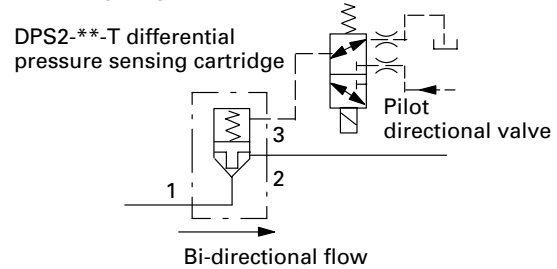 DPS2-**-T differential
pressure sensing cartridge
Pilot
directional valve
3
2
1
Bi-directional flow